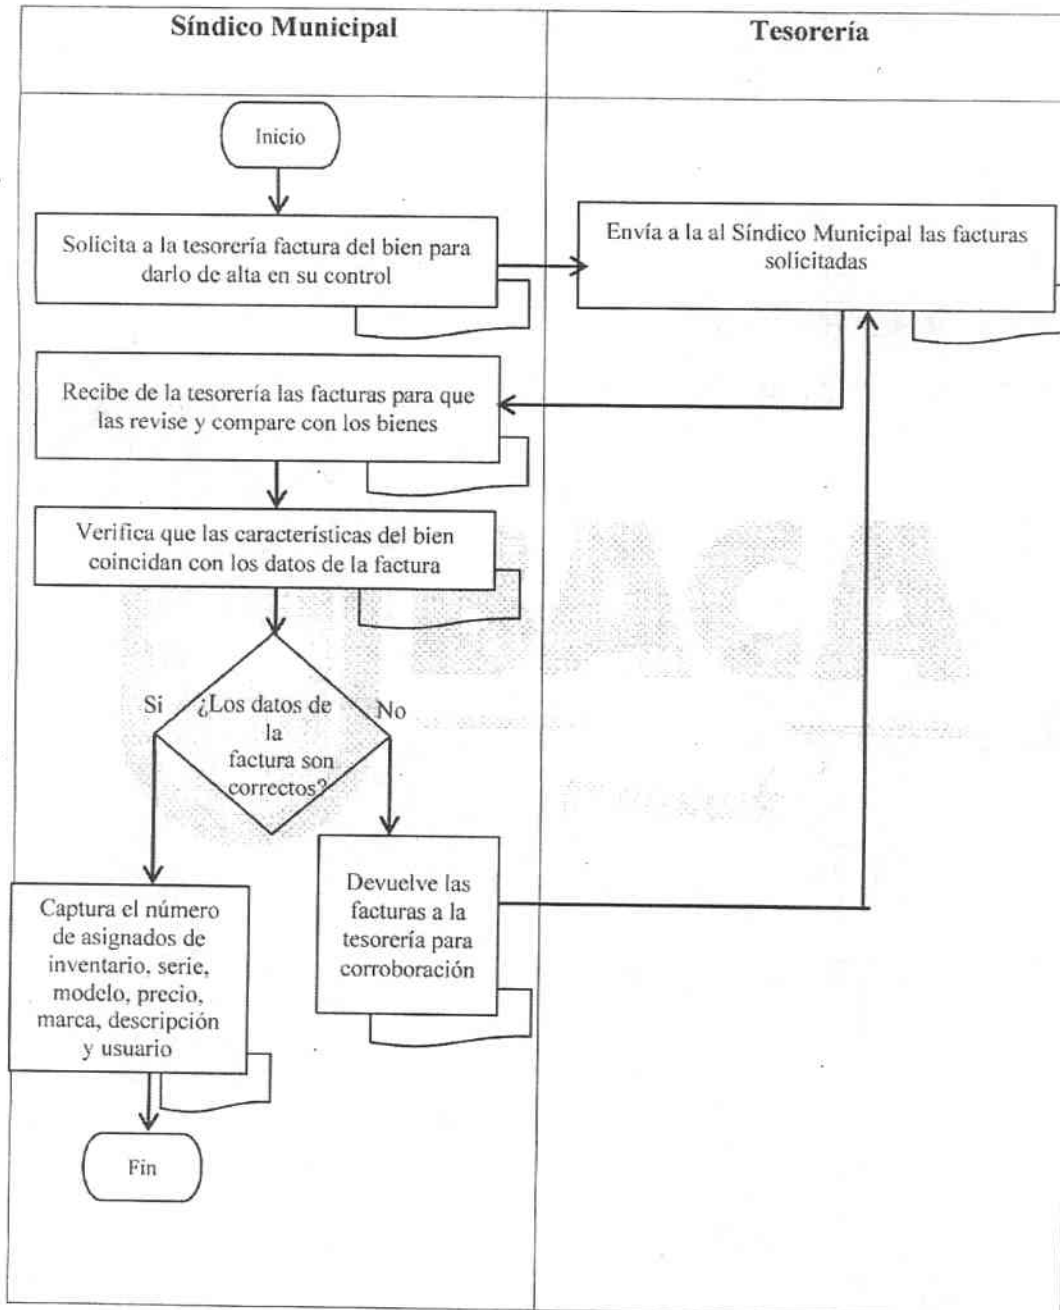 Síndico Municipal
Tesorería
Inicio
Solicita a la tesorería factura del bien para
darlo de alta en su control
Envía a la al Síndico Municipal las facturas
solicitadas
Recibe de la tesorería las facturas para que
las revise y compare con los bienes
Verifica que las características del bien
coincidan con los datos de la factura
BACA
Si
¿Los datos de
la
factura son
correctos?
No
Captura el número
de asignados de
inventario, serie,
modelo, precio,
marca, descripción
y usuario
Devuelve las
facturas a la
tesorería para
corroboración
Fin